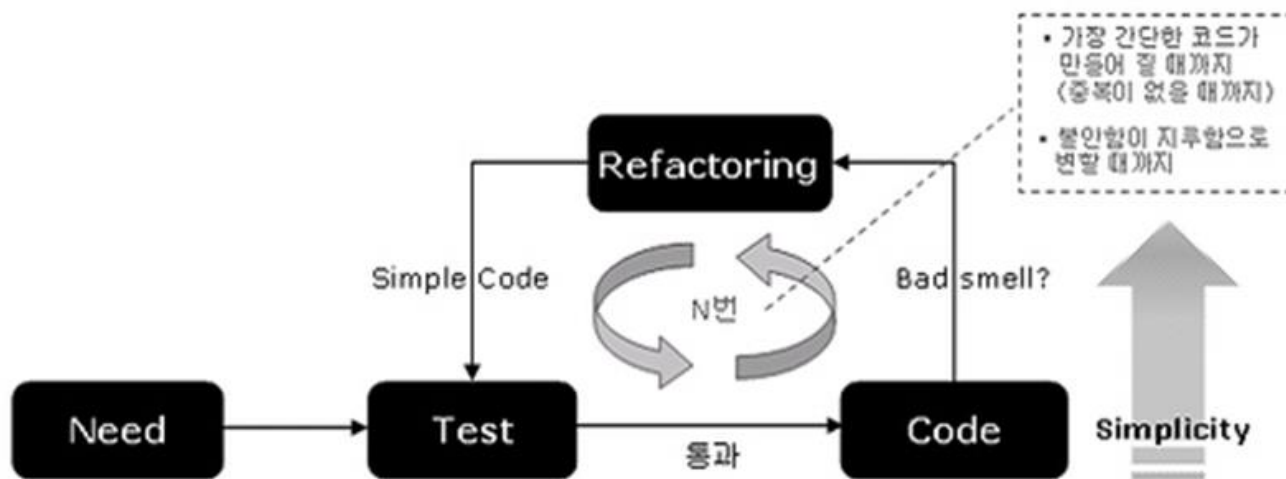 ▪ 가장 간단한 코드가
만들어 질 때까지
(중복이 없을 때까지)
▪ 불안함이 지루함으로
변할 때까지
Refactoring
Simple Code
N번
Bad smell?
Need
Test
통과
Code
Simplicity